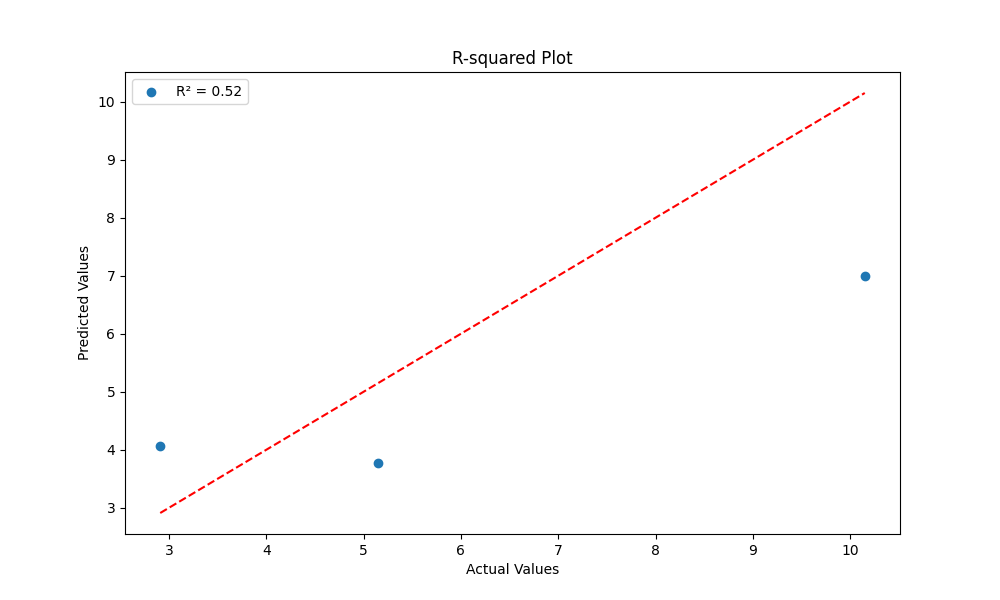 R-squared Plot
R² = 0.52
10
9
8
7
6
5
4
3
Predicted Values
3 4 5 6 7 8 9 10
Actual Values